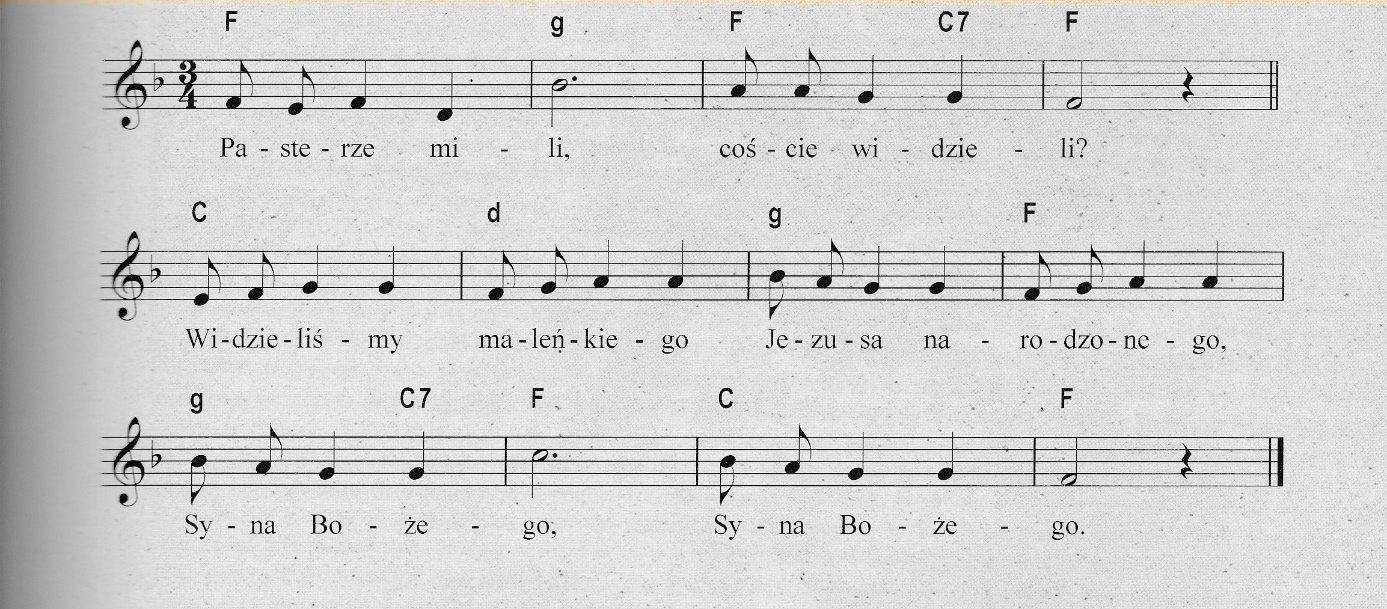 F g F C7 F
3
4
Pa - ste - rze mi - li, coś - cie wi - dzie - li?
C d g F
Wi - dzie - liś - my ma - leń - kie - go Je - zu - sa na - ro - dzo - ne - go,
g C7 F C F
Sy - na Bo - że - go, Sy - na Bo - że - go.